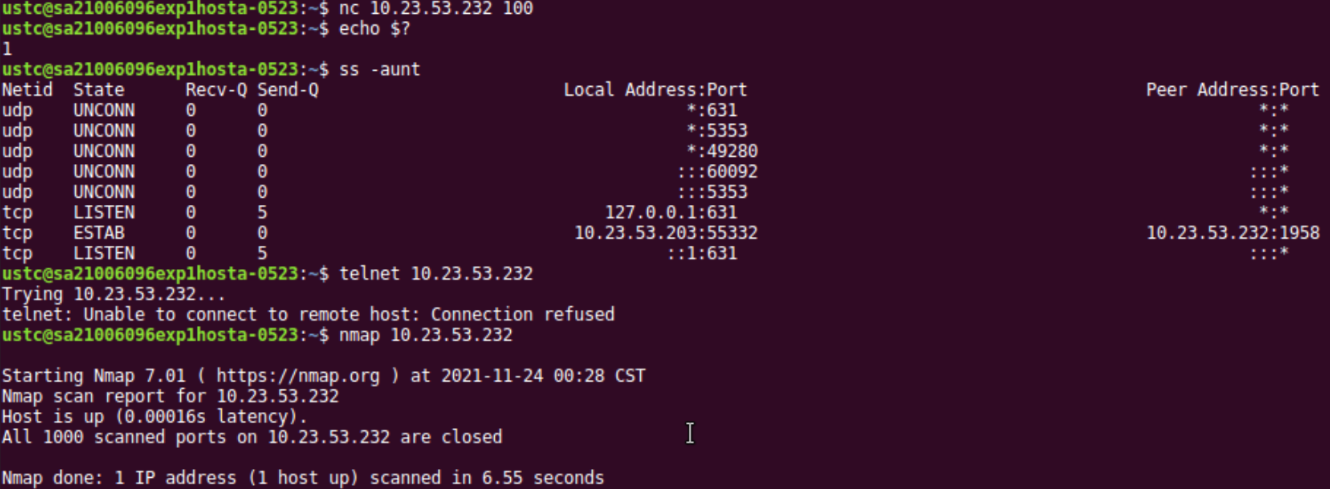 ustc@sa21006096exp1hosta-0523:~$ nc 10.23.53.232 100
ustc@sa21006096exp1hosta-0523:~$ echo $?
1
ustc@sa21006096exp1hosta-0523:~$ ss -aunt
Netid State Recv-Q Send-Q Local Address:Port Peer Address:Port
udp UNCONN 0 0 *:631 *:*
udp UNCONN 0 0 *:5353 *:*
udp UNCONN 0 0 *:49280 *:*
udp UNCONN 0 0 :::60092 :::*
udp UNCONN 0 0 :::5353 :::*
tcp LISTEN 0 5 127.0.0.1:631 *:*
tcp ESTAB 0 0 10.23.53.203:55332 10.23.53.232:1958
tcp LISTEN 0 5 ::1:631 :::*
ustc@sa21006096exp1hosta-0523:~$ telnet 10.23.53.232
Trying 10.23.53.232...
telnet: Unable to connect to remote host: Connection refused
ustc@sa21006096exp1hosta-0523:~$ nmap 10.23.53.232
Starting Nmap 7.01 ( https://nmap.org ) at 2021-11-24 00:28 CST
Nmap scan report for 10.23.53.232
Host is up (0.00016s latency).
All 1000 scanned ports on 10.23.53.232 are closed
Nmap done: 1 IP address (1 host up) scanned in 6.55 seconds